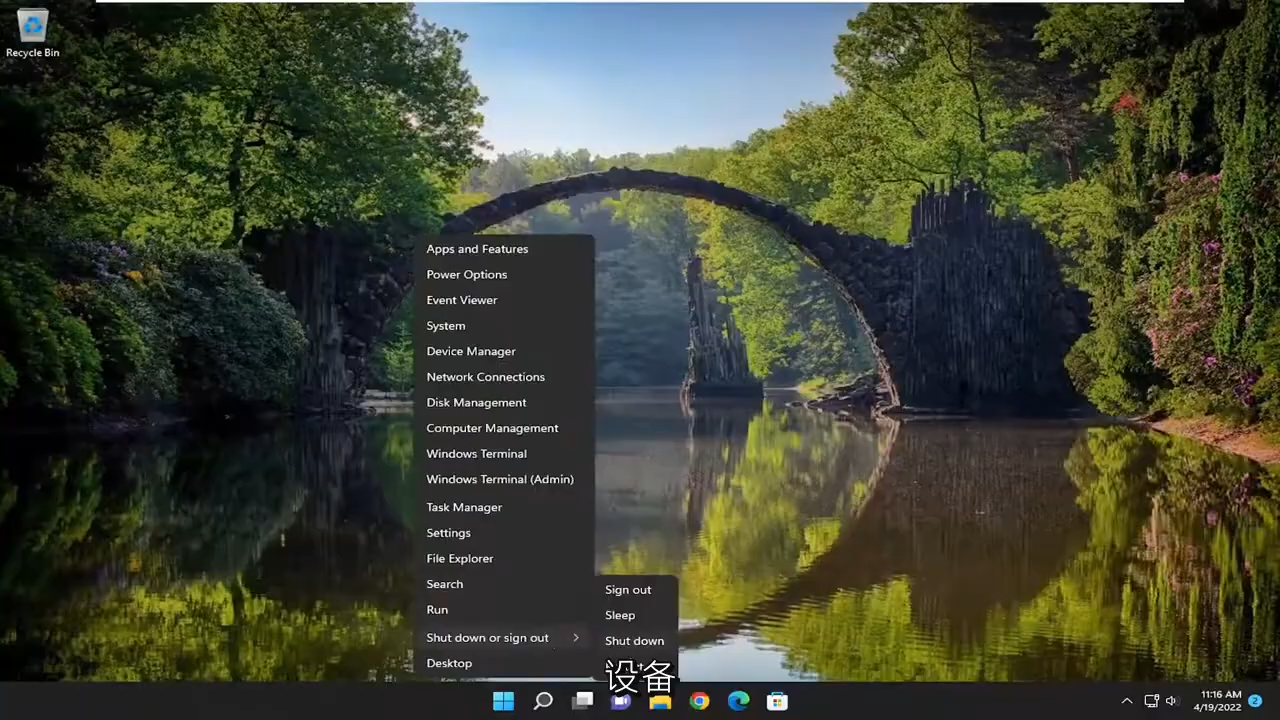 Recycle Bin
Apps and Features
Power Options
Event Viewer
System
Device Manager
Network Connections
Disk Management
Computer Management
Windows Terminal
Windows Terminal (Admin)
Task Manager
Settings
File Explorer
Search
Run
Shut down or sign out
Desktop
Sign out
Sleep
Shut down
设备
11:16 AM
4/19/2022
2